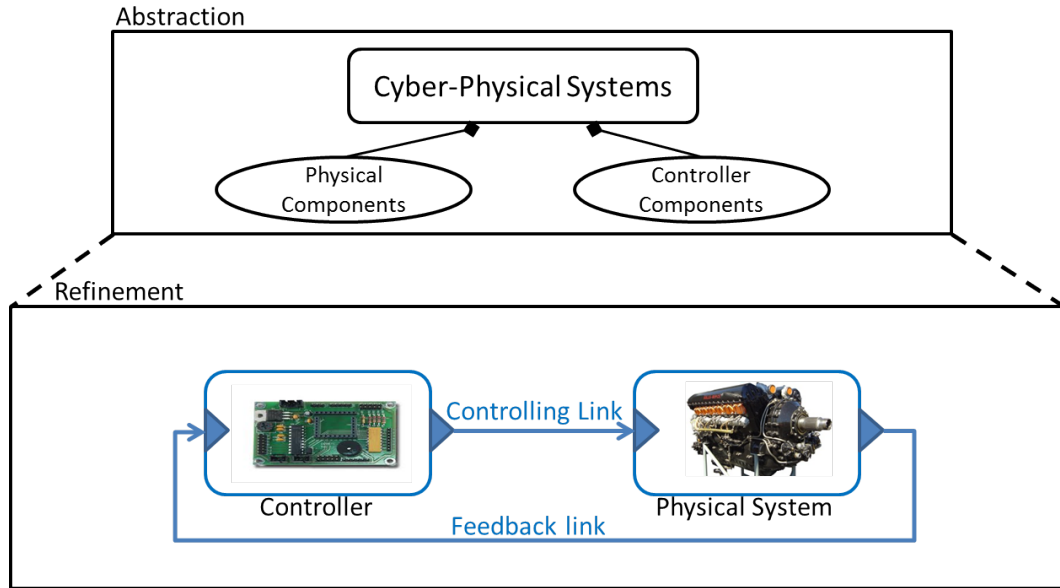 Abstraction
Cyber-Physical Systems
Physical
Components
Controller
Components
Refinement
Controlling Link
Controller
Physical System
Feedback link